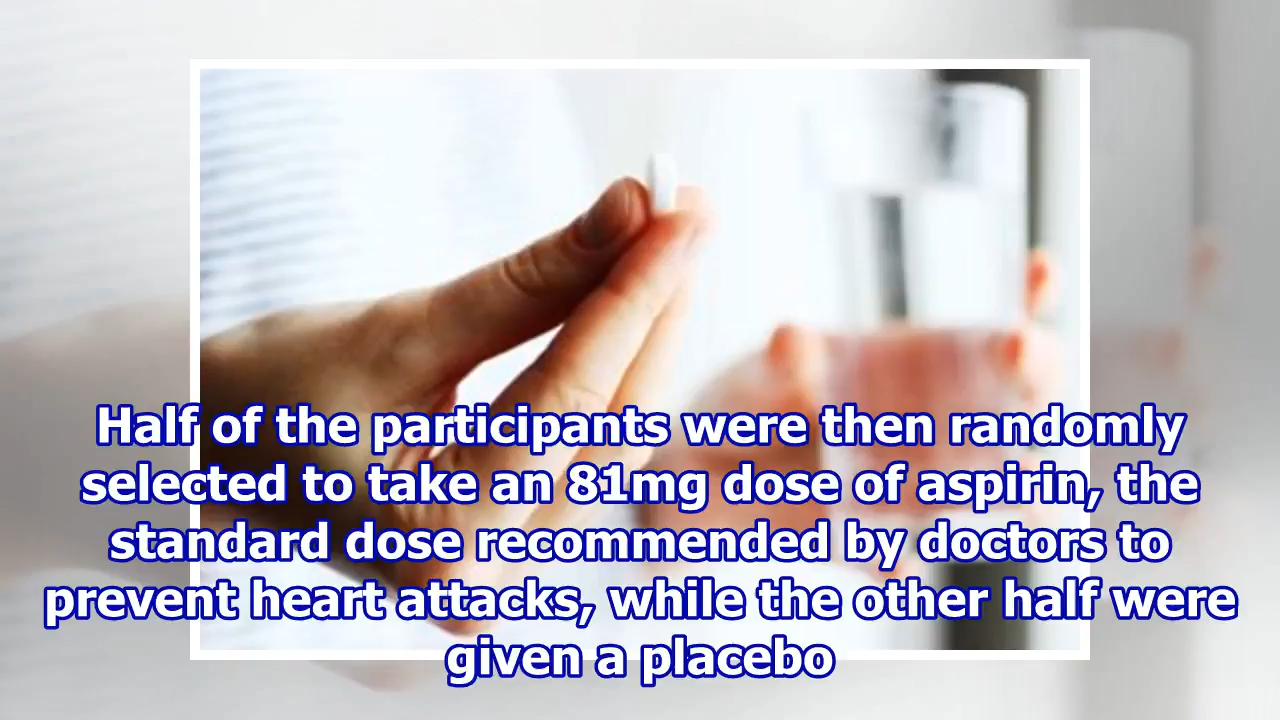 Half of the participants were then randomly
selected to take an 81mg dose of aspirin, the
standard dose recommended by doctors to
prevent heart attacks, while the other half were
given a placebo